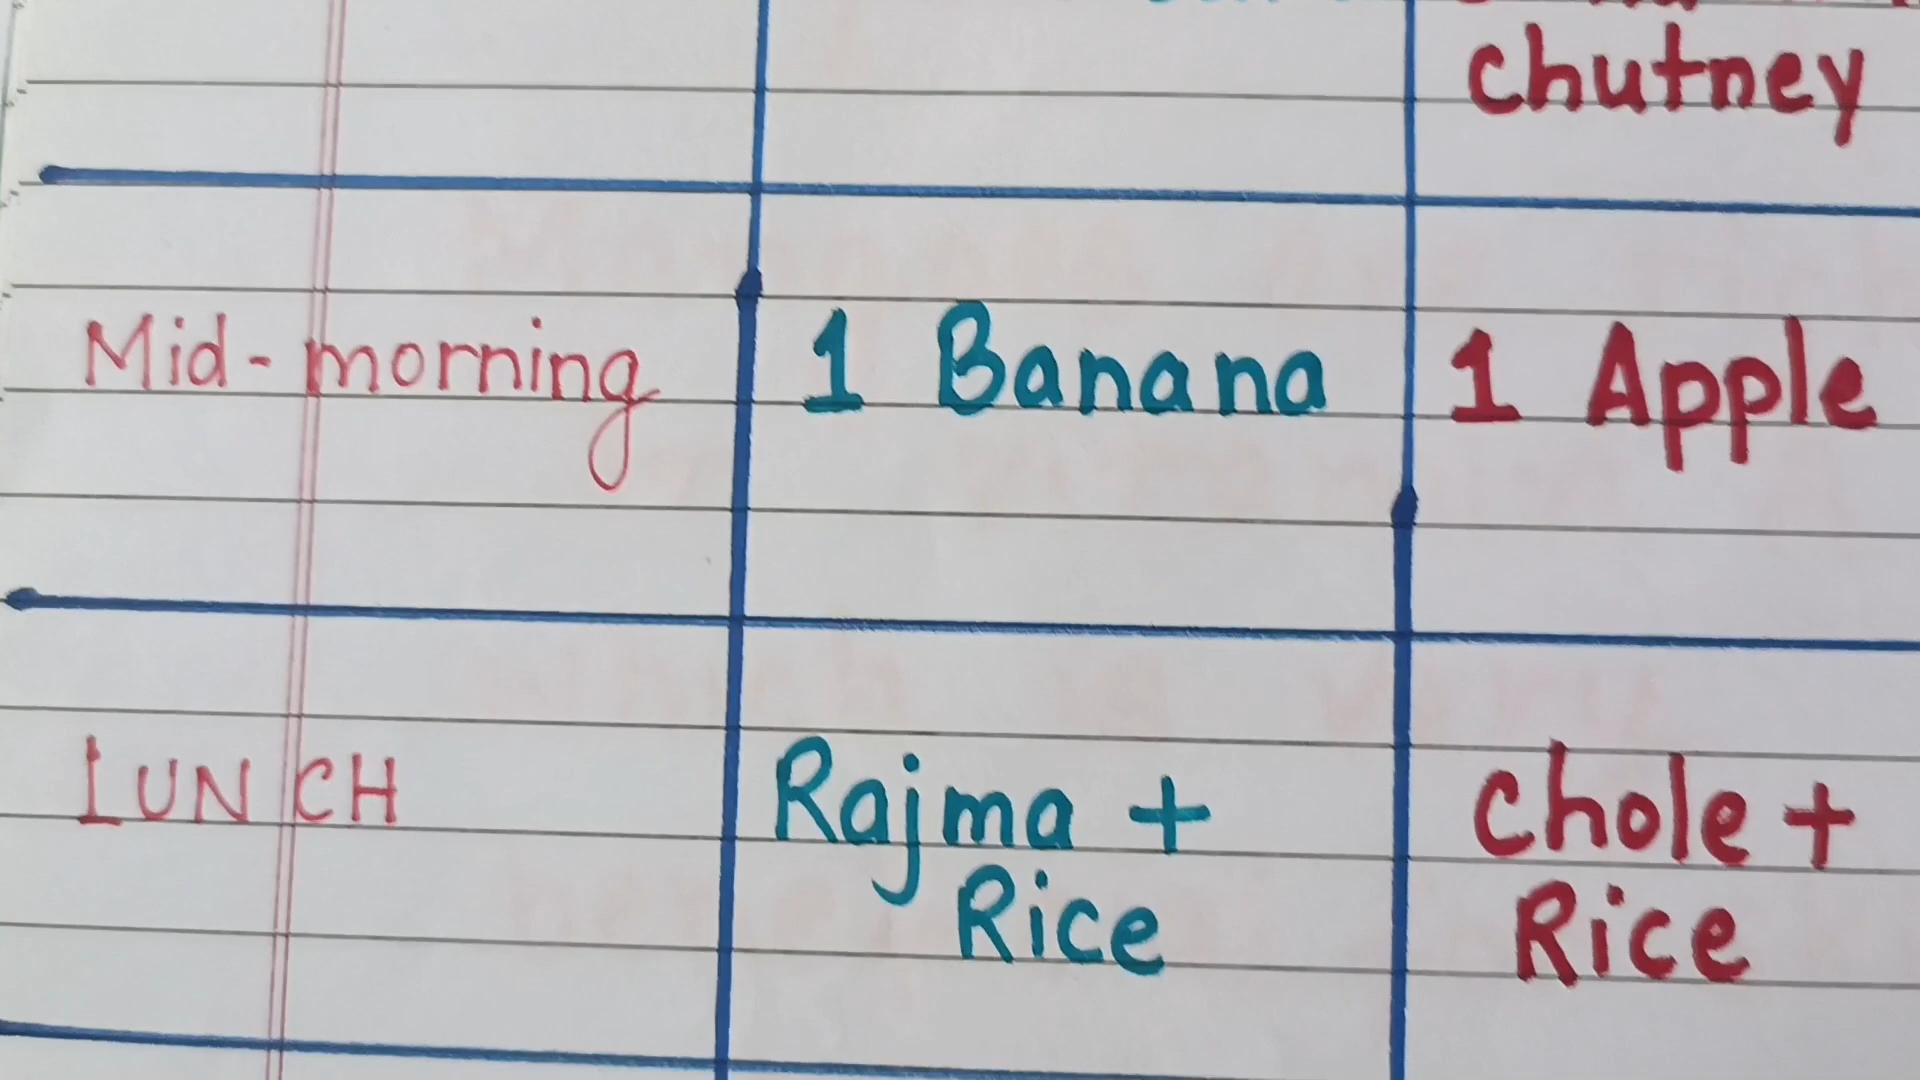 chutney
Mid-morning 1 Banana 1 Apple
LUNCH Rajma + Chole +
Rice Rice